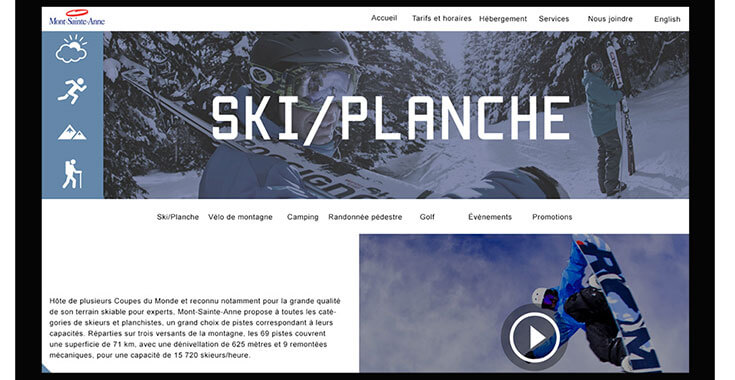 Mont-Sainte-Anne
Accueil Tarifs et horaires Hébergement Services Nous joindre English
SKI/PLANCHE
ROSSIGNOL
Ski/Planche Vélo de montagne Camping Randonnée pédestre Golf Événements Promotions
ROME
Hôte de plusieurs Coupes du Monde et reconnu notamment pour la grande qualité
de son terrain skiable pour experts, Mont-Sainte-Anne propose à toutes les caté-
gories de skieurs et planchistes, un grand choix de pistes correspondant à leurs
capacités. Réparties sur trois versants de la montagne, les 69 pistes couvrent
une superficie de 71 km, avec une dénivellation de 625 mètres et 9 remontées
mécaniques, pour une capacité de 15 720 skieurs/heure.